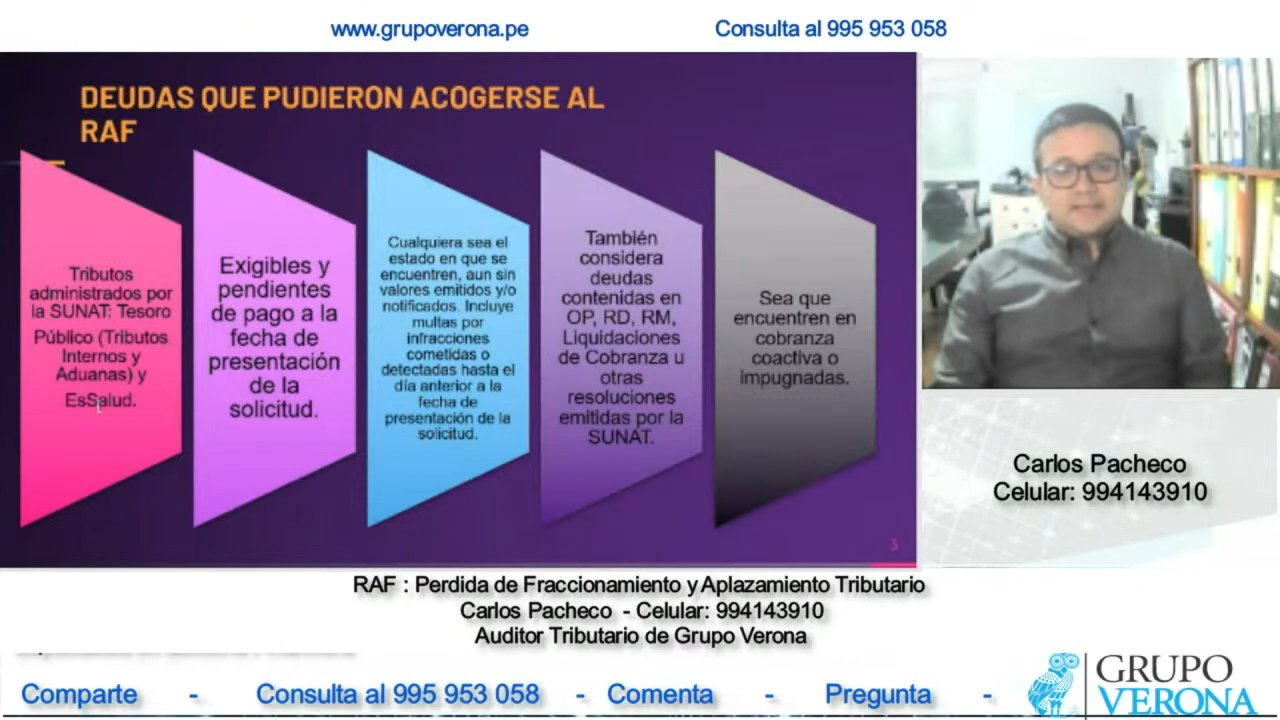 www.grupoverona.pe
Consulta al 995 953 058
DEUDAS QUE PUDIERON ACOGERSE AL
RAF
Tributos
administrados por
la SUNAT: Tesoro
Público (Tributos
Internos y
Aduanas) y
EsSalud.
Exigibles y
pendientes
de pago a la
fecha de
presentación
de la
solicitud.
Cualquiera sea el
estado en que se
encuentren, aun sin
valores emitidos y/o
notificados. Incluye
multas por
infracciones
cometidas o
detectadas hasta el
día anterior a la
fecha de
presentación de la
solicitud.
También
considera
deudas
contenidas en
OP, RD, RM,
Liquidaciones
de Cobranza u
otras
resoluciones
emitidas por la
SUNAT.
Sea que
encuentren en
cobranza
coactiva o
impugnadas.
3
Carlos Pacheco
Celular: 994143910
RAF : Perdida de Fraccionamiento y Aplazamiento Tributario
Carlos Pacheco - Celular: 994143910
Auditor Tributario de Grupo Verona
Comparte - Consulta al 995 953 058 - Comenta - Pregunta -
GRUPO
VERONA